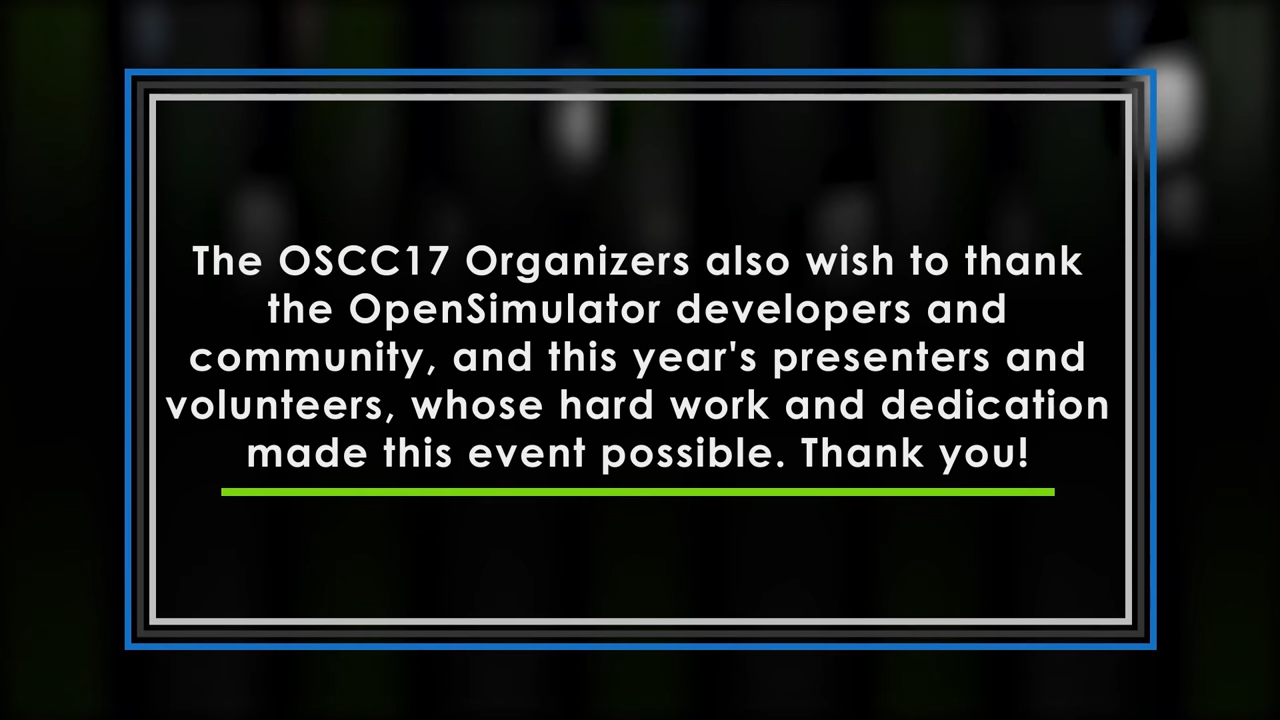 The OSCC17 Organizers also wish to thank
the OpenSimulator developers and
community, and this year's presenters and
volunteers, whose hard work and dedication
made this event possible. Thank you!